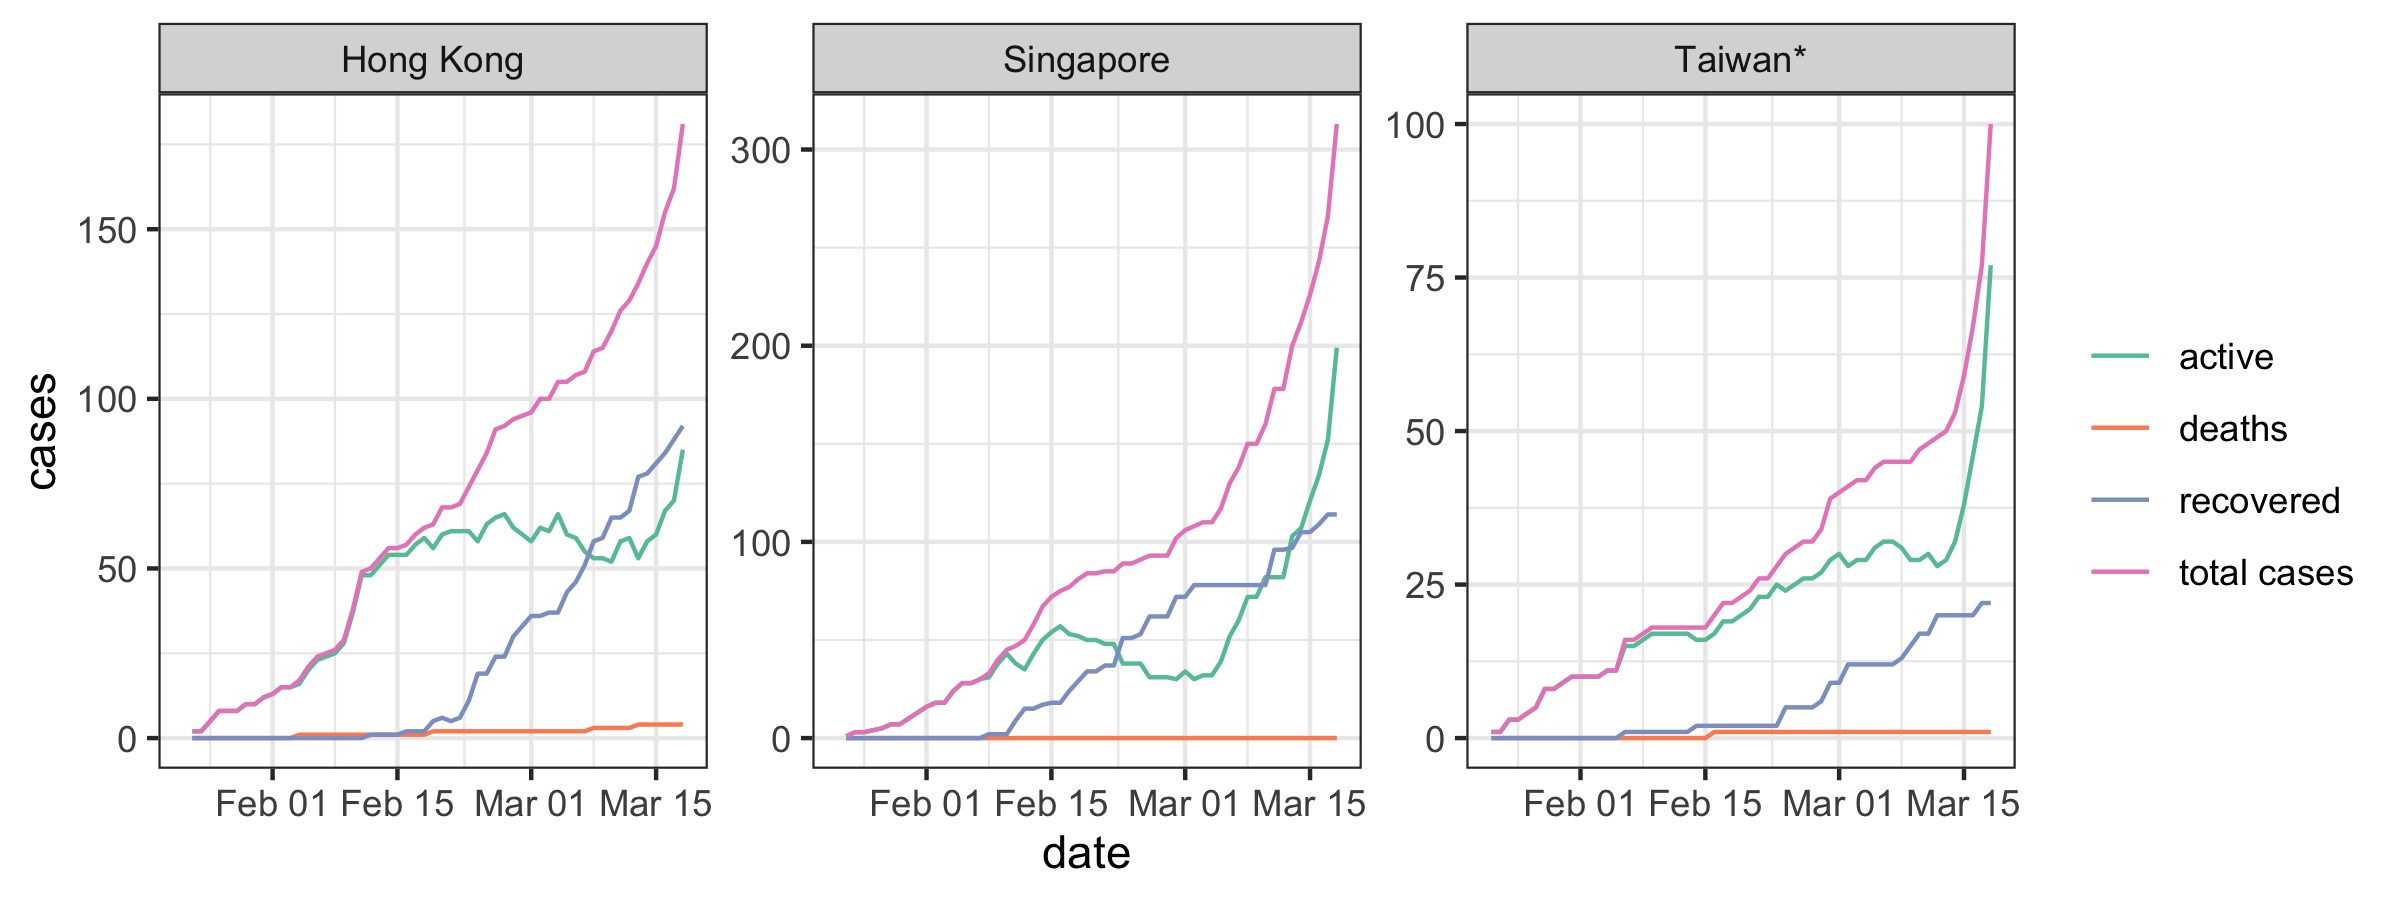 Hong Kong
Singapore
Taiwan*
cases
150
100
50
0
300
200
100
0
100
75
50
25
0
Feb 01 Feb 15 Mar 01 Mar 15
Feb 01 Feb 15 Mar 01 Mar 15
Feb 01 Feb 15 Mar 01 Mar 15
date
active
deaths
recovered
total cases